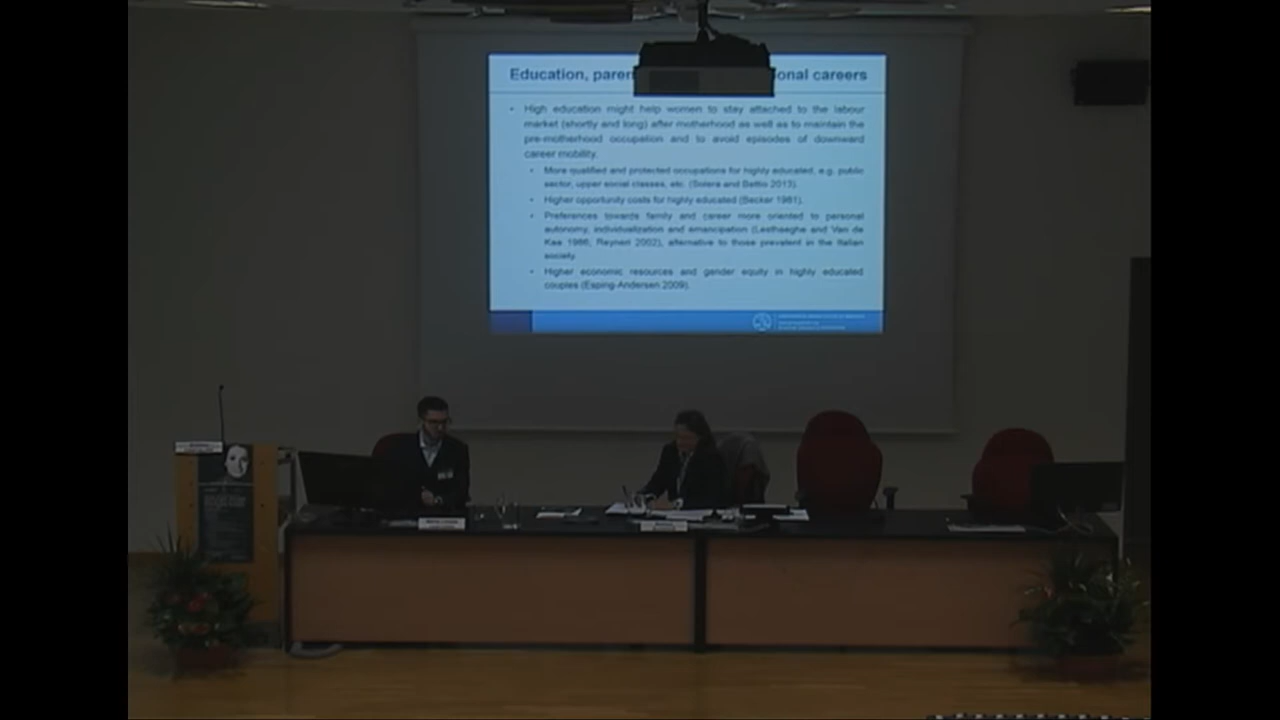 Education, paren onal careers
• High education might help women to stay attached to the labour
market (shortly and long) after motherhood as well as to maintain the
pre-motherhood occupation and to avoid episodes of downward
career mobility.
• More qualified and protected occupations for highly educated, e.g. public
sector, upper social classes, etc. (Solera and Bettio 2013).
• Higher opportunity costs for highly educated (Becker 1981).
• Preferences towards family and career more oriented to personal
autonomy, individualization and emancipation (Lesthaeghe and Van de
Kaa 1986, Reyneri 2002), alternative to those prevalent in the Italian
society.
• Higher economic resources and gender equity in highly educated
couples (Esping-Andersen 2009).